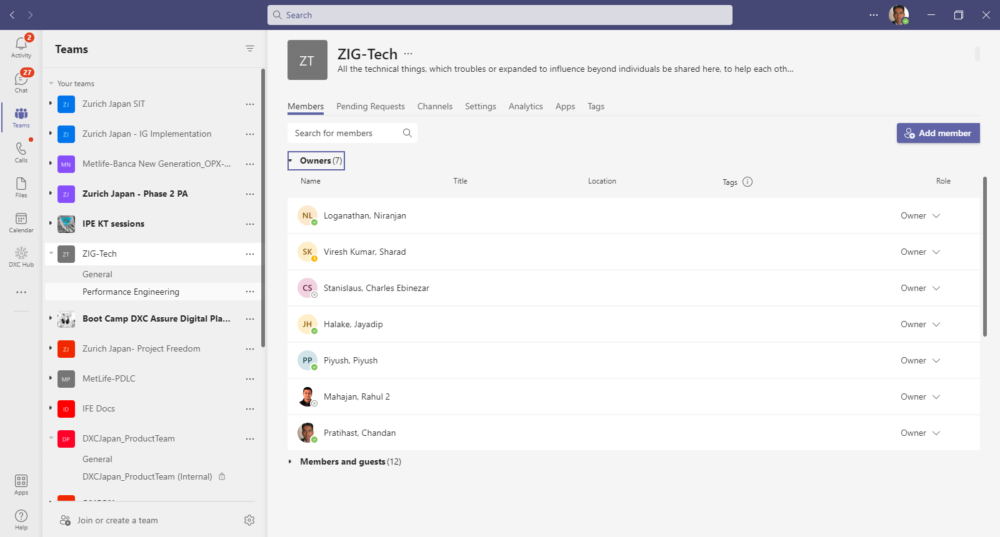 Search
2
Activity
27
Chat
Teams
Calls
Files
Calendar
DXC Hub
Apps
Help
Teams
Your teams
ZJ Zurich Japan SIT
ZJ Zurich Japan - IG Implementation
MN Metlife-Banca New Generation_OPX-...
ZJ Zurich Japan - Phase 2 PA
IPE KT sessions
ZT ZIG-Tech
General
Performance Engineering
Boot Camp DXC Assure Digital Pla...
ZJ Zurich Japan- Project Freedom
MP MetLife-PDLC
ID IFE Docs
DP DXCJapan_ProductTeam
General
DXCJapan_ProductTeam (Internal)
Join or create a team
ZT
ZIG-Tech
All the technical things, which troubles or expanded to influence beyond individuals be shared here, to help each oth...
Members Pending Requests Channels Settings Analytics Apps Tags
Search for members
Add member
Owners (7)
Name Title Location Tags Role
NL Loganathan, Niranjan Owner
SK Viresh Kumar, Sharad Owner
CS Stanislaus, Charles Ebinezar Owner
JH Halake, Jayadip Owner
PP Piyush, Piyush Owner
Mahajan, Rahul 2 Owner
Pratihast, Chandan Owner
Members and guests (12)